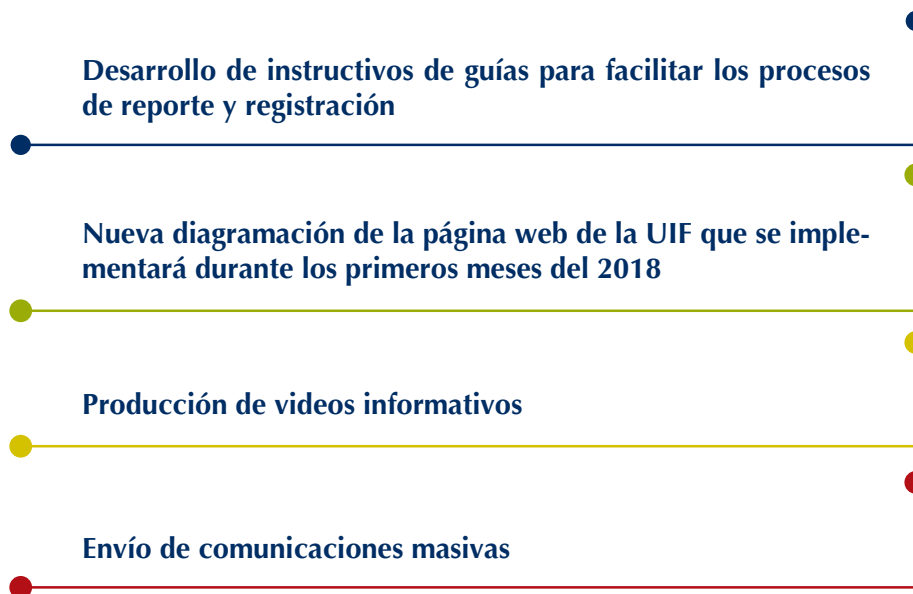 Desarrollo de instructivos de guías para facilitar los procesos
de reporte y registración
Nueva diagramación de la página web de la UIF que se imple-
mentará durante los primeros meses del 2018
Producción de videos informativos
Envío de comunicaciones masivas